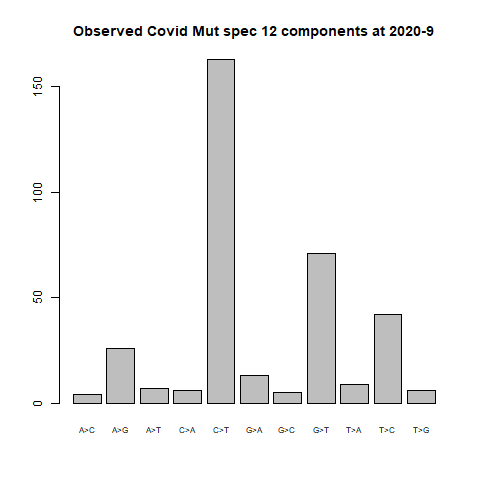 Observed Covid Mut spec 12 components at 2020-9
150
100
50
0
A>C A>G A>T C>A C>T G>A G>C G>T T>A T>C T>G